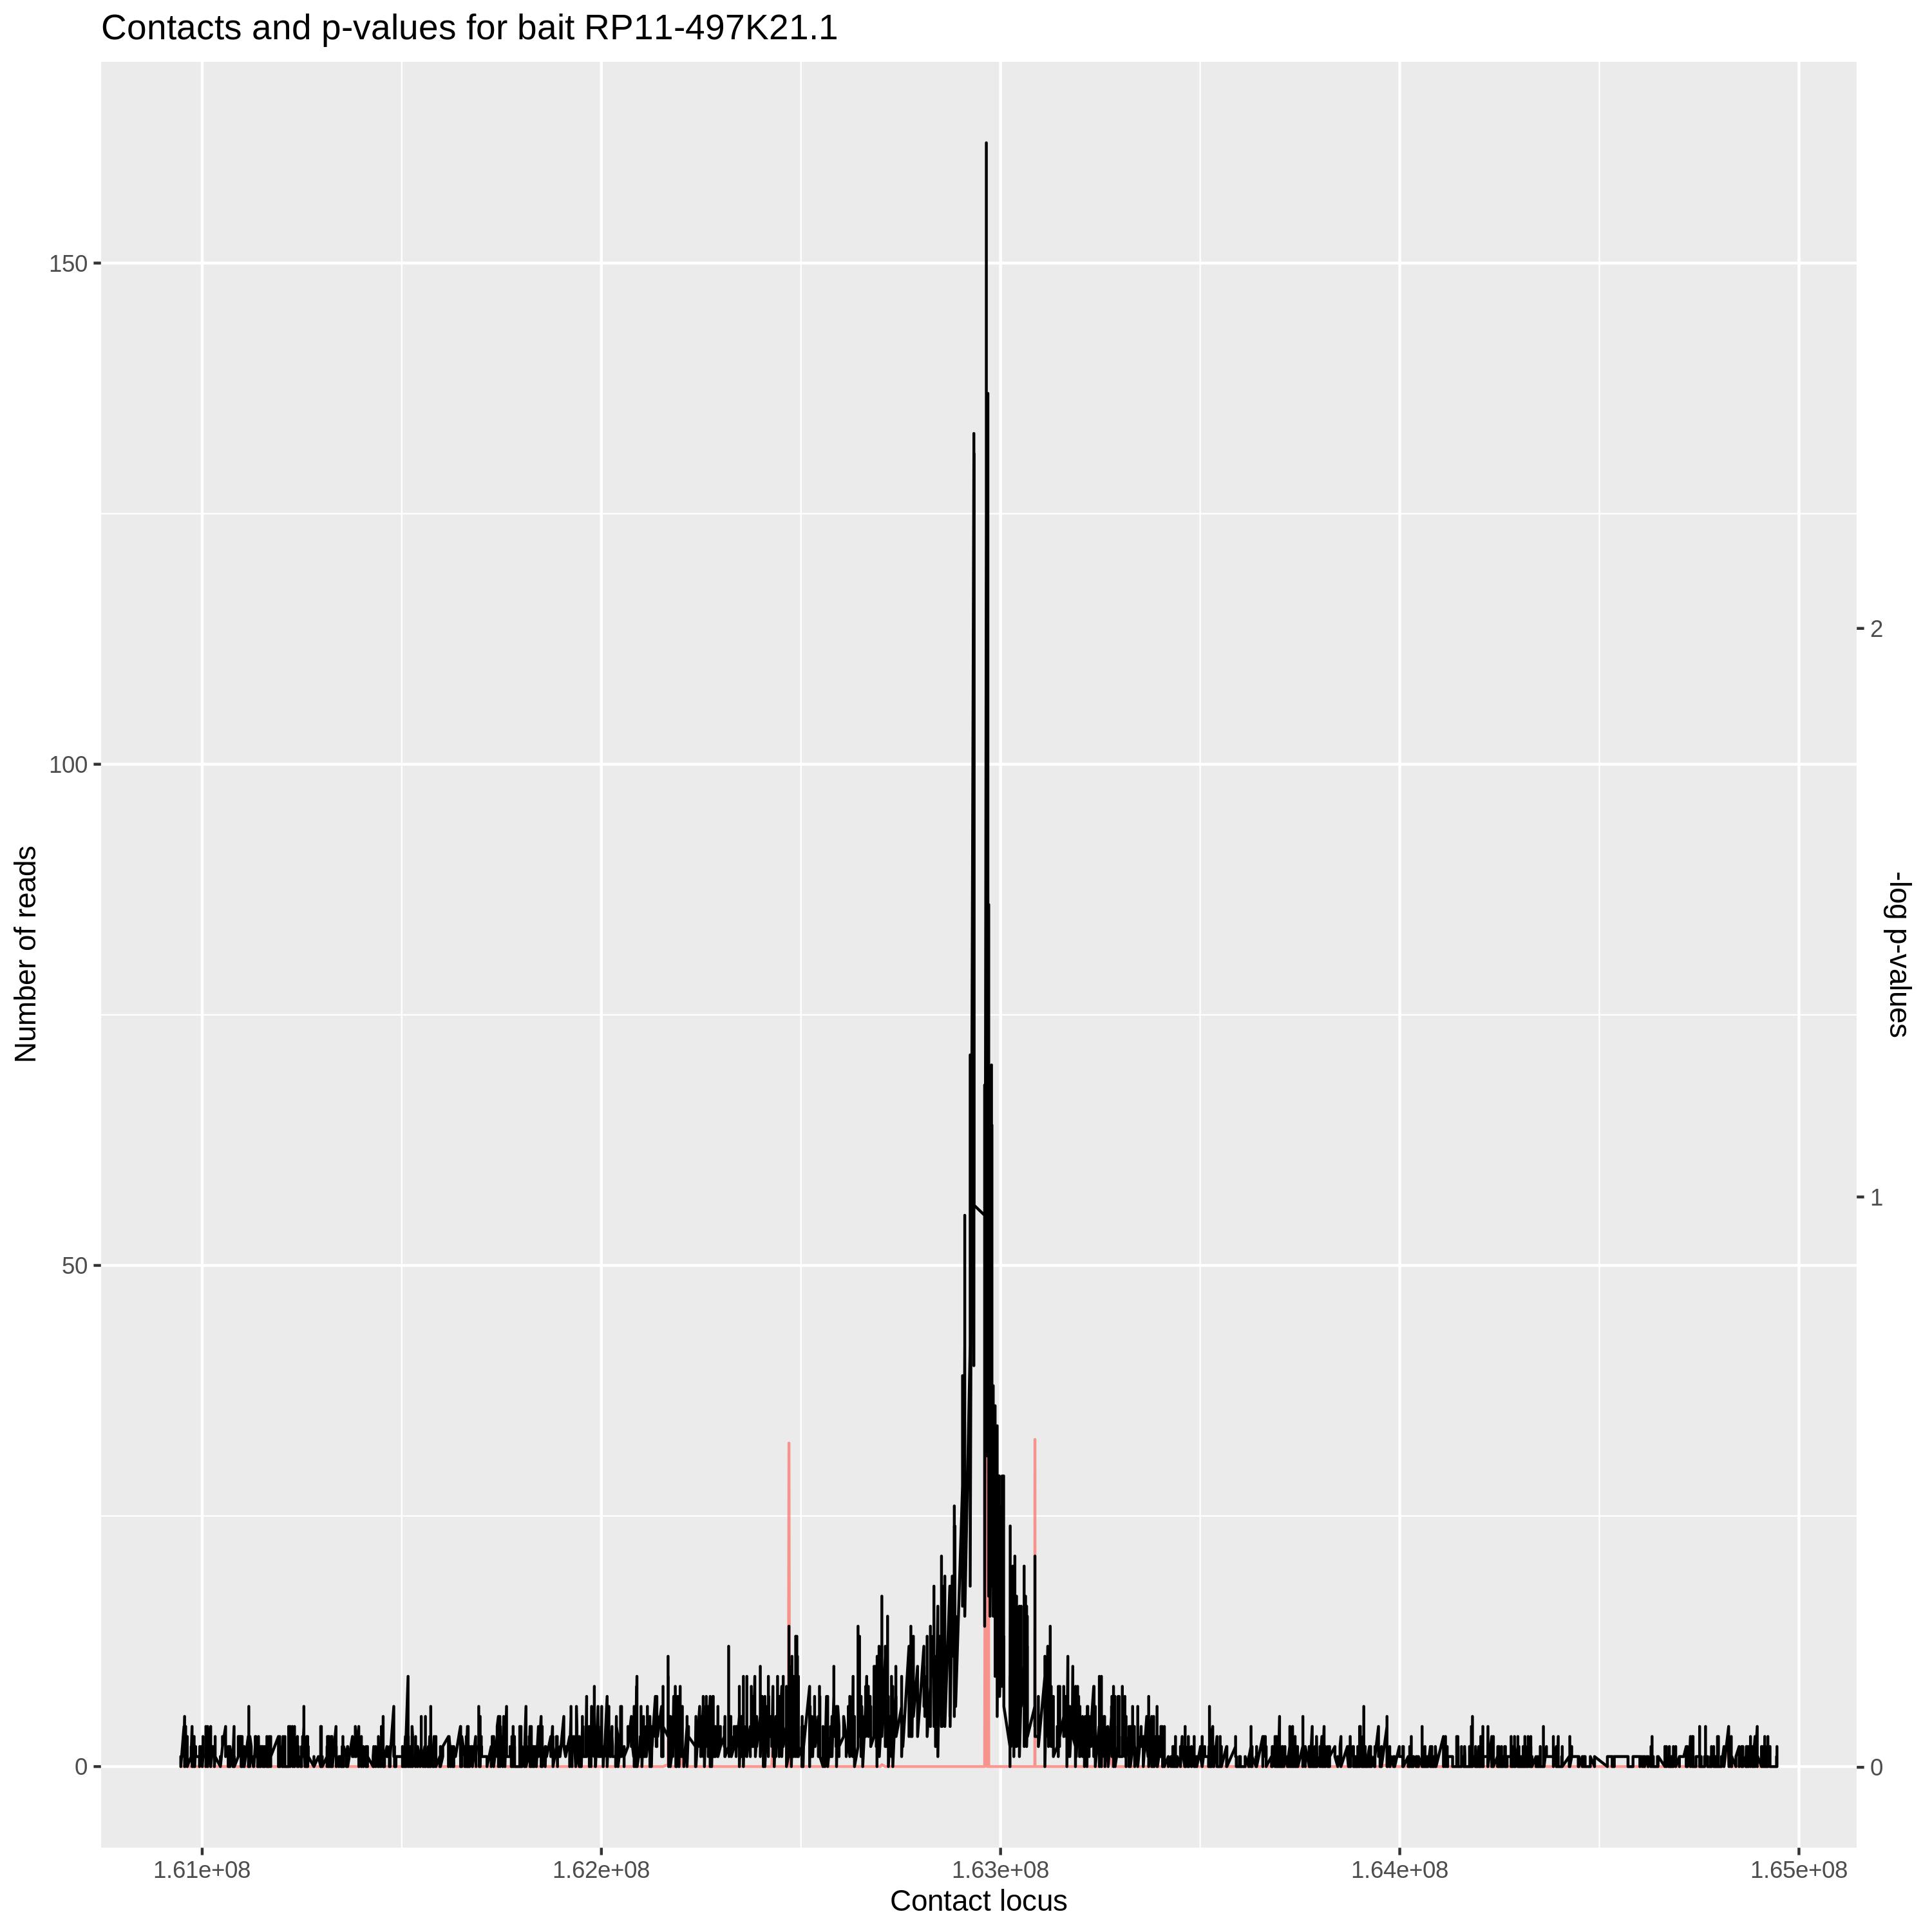 Contacts and p-values for bait RP11-497K21.1
150
100
50
0
Number of reads
2
1
0
-log p-values
1.61e+08
1.62e+08
1.63e+08
1.64e+08
1.65e+08
Contact locus